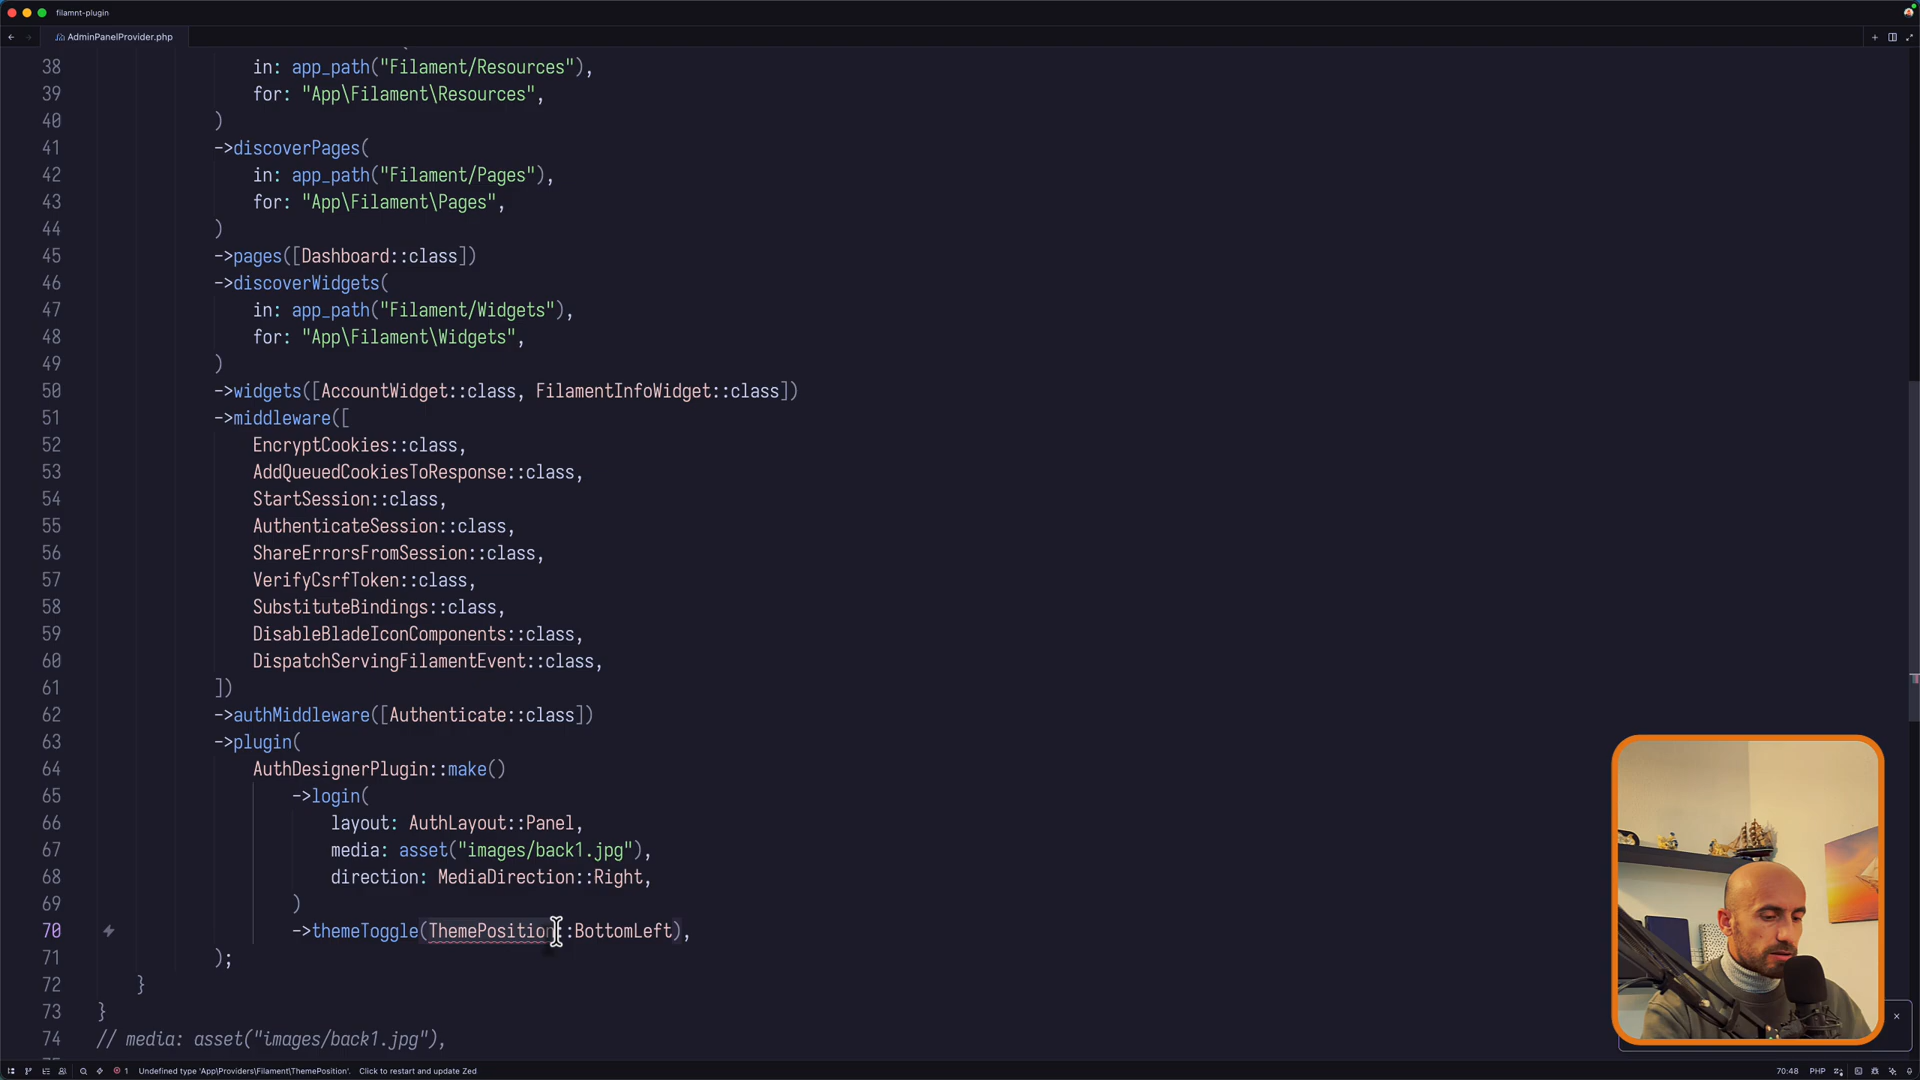 filamnt-plugin
AdminPanelProvider.php
38 in: app_path("Filament/Resources"),
39 for: "App\Filament\Resources",
40 )
41 ->discoverPages(
42 in: app_path("Filament/Pages"),
43 for: "App\Filament\Pages",
44 )
45 ->pages([Dashboard::class])
46 ->discoverWidgets(
47 in: app_path("Filament/Widgets"),
48 for: "App\Filament\Widgets",
49 )
50 ->widgets([AccountWidget::class, FilamentInfoWidget::class])
51 ->middleware([
52 EncryptCookies::class,
53 AddQueuedCookiesToResponse::class,
54 StartSession::class,
55 AuthenticateSession::class,
56 ShareErrorsFromSession::class,
57 VerifyCsrfToken::class,
58 SubstituteBindings::class,
59 DisableBladeIconComponents::class,
60 DispatchServingFilamentEvent::class,
61 ])
62 ->authMiddleware([Authenticate::class])
63 ->plugin(
64 AuthDesignerPlugin::make()
65 ->login(
66 layout: AuthLayout::Panel,
67 media: asset("images/back1.jpg"),
68 direction: MediaDirection::Right,
69 )
70 ->themeToggle(ThemePosition::BottomLeft),
71 );
72 }
73 }
74 // media: asset("images/back1.jpg"),
1 Undefined type 'App\Providers\Filament\ThemePosition'. Click to restart and update Zed 70:48 PHP